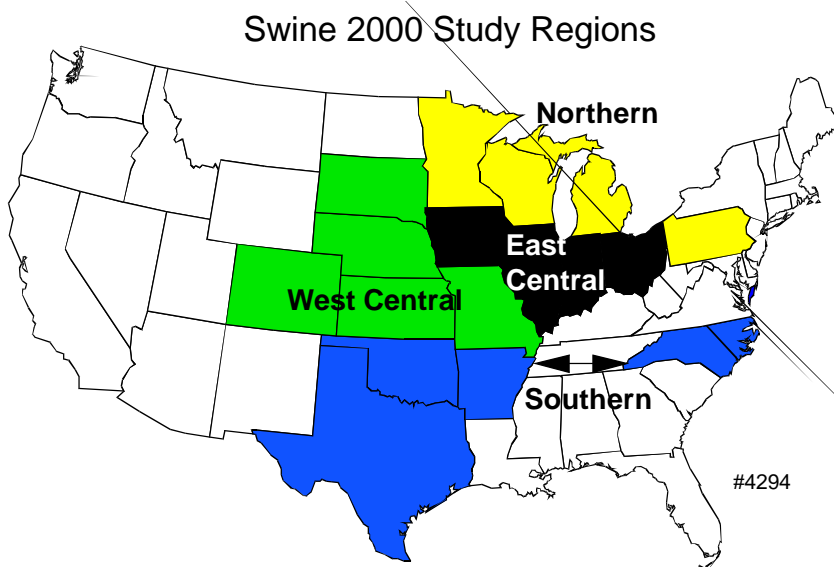 Swine 2000 Study Regions
Northern
East
Central
West Central
Southern
#4294